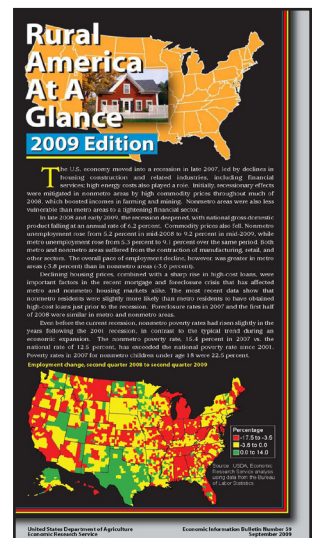 Rural
America
At A
Glance
2009 Edition
The U.S. economy moved into a recession in late 2007, led by declines in
housing construction and related industries, including financial
services; high energy costs also played a role. Initially, recessionary effects
were mitigated in nonmetro areas by high commodity prices throughout much of
2008, which boosted incomes in farming and mining. Nonmetro areas were also less
vulnerable than metro areas to a tightening financial sector.
In late 2008 and early 2009, the recession deepened, with national gross domestic
product falling at an annual rate of 6.2 percent. Commodity prices also fell. Nonmetro
unemployment rose from 5.2 percent in mid-2008 to 9.2 percent in mid-2009, while
metro unemployment rose from 5.3 percent to 9.1 percent over the same period. Both
metro and nonmetro areas suffered from the contraction of manufacturing, retail, and
other sectors. The overall pace of employment decline, however, was greater in metro
areas (-3.8 percent) than in nonmetro areas (-3.0 percent).
Declining housing prices, combined with a sharp rise in high-cost loans, were
important factors in the recent mortgage and foreclosure crisis that has affected
metro and nonmetro housing markets alike. The most recent data show that
nonmetro residents were slightly more likely than metro residents to have obtained
high-cost loans just prior to the recession. Foreclosure rates in 2007 and the first half
of 2008 were similar in metro and nonmetro areas.
Even before the current recession, nonmetro poverty rates had risen slightly in the
years following the 2001 recession, in contrast to the typical trend during an
economic expansion. The nonmetro poverty rate, 15.4 percent in 2007 vs. the
national rate of 12.5 percent, has exceeded the national poverty rate since 2001.
Poverty rates in 2007 for nonmetro children under age 18 were 22.5 percent.
Employment change, second quarter 2008 to second quarter 2009
Percentage
-17.5 to -3.5
-3.6 to 0.0
0.0 to 14.0
Source: USDA, Economic
Research Service analysis
using data from the Bureau
of Labor Statistics.
United States Department of Agriculture
Economic Research Service
Economic Information Bulletin Number 59
September 2009